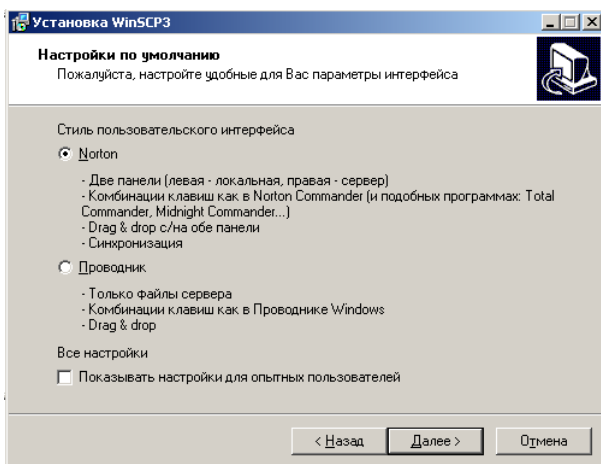 Установка WinSCP3
Настройки по умолчанию
Пожалуйста, настройте удобные для Вас параметры интерфейса
Стиль пользовательского интерфейса
Norton
- Две панели (левая - локальная, правая - сервер)
- Комбинации клавиш как в Norton Commander (и подобных программах: Total
Commander, Midnight Commander...)
- Drag & drop с/на обе панели
- Синхронизация
Проводник
- Только файлы сервера
- Комбинации клавиш как в Проводнике Windows
- Drag & drop
Все настройки
Показывать настройки для опытных пользователей
< Назад Далее > Отмена